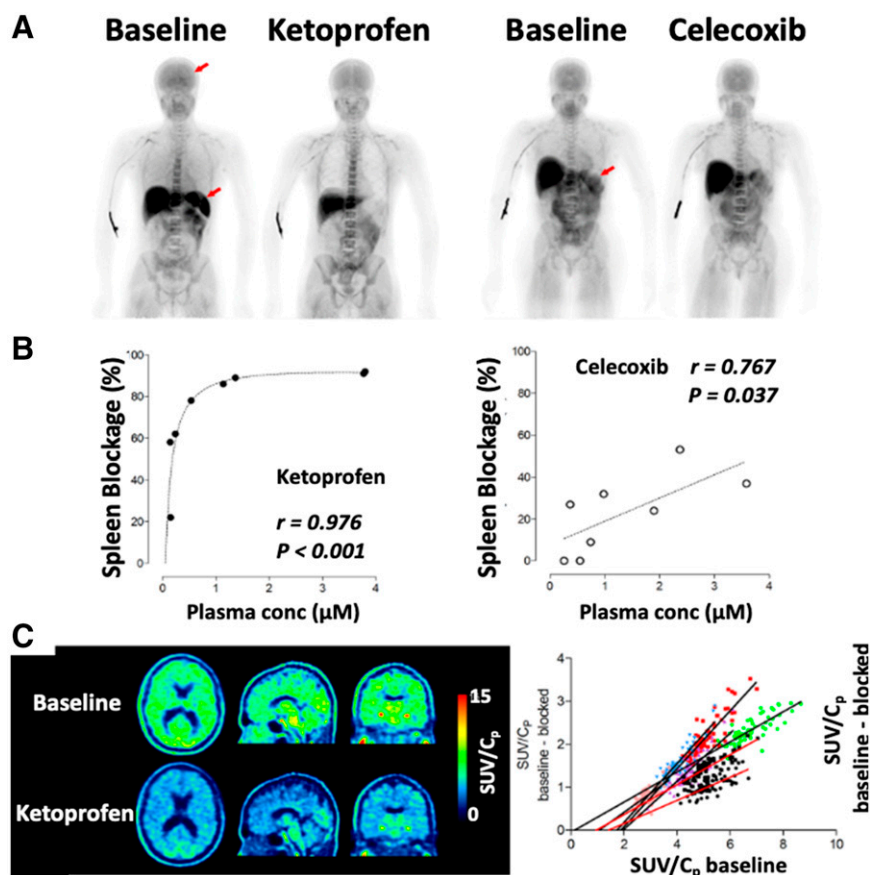 A
Baseline
Ketoprofen
Baseline
Celecoxib
B
Spleen Blockage (%)
100
80
60
40
20
0
Ketoprofen
r = 0.976
P < 0.001
0
1
2
3
4
Plasma conc (µM)
Spleen Blockage (%)
100
80
60
40
20
0
Celecoxib
r = 0.767
P = 0.037
0
1
2
3
4
Plasma conc (µM)
C
Baseline
Ketoprofen
15
SUV/Cp
0
SUV/CP
baseline - blocked
4
3
2
1
0
0
2
4
6
8
10
SUV/Cp baseline
SUV/Cp
baseline - blocked